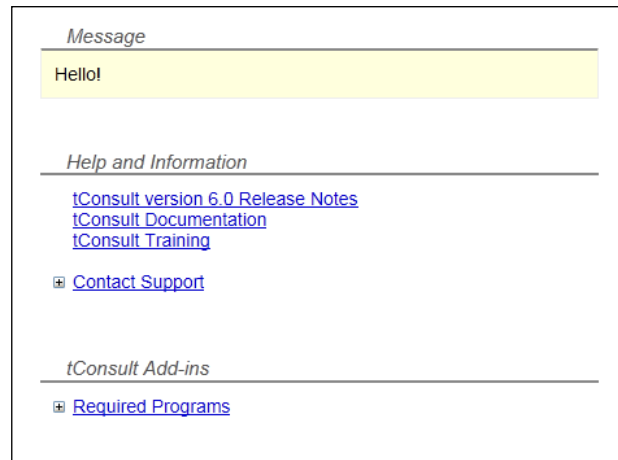 Message
Hello!
Help and Information
tConsult version 6.0 Release Notes
tConsult Documentation
tConsult Training
Contact Support
tConsult Add-ins
Required Programs